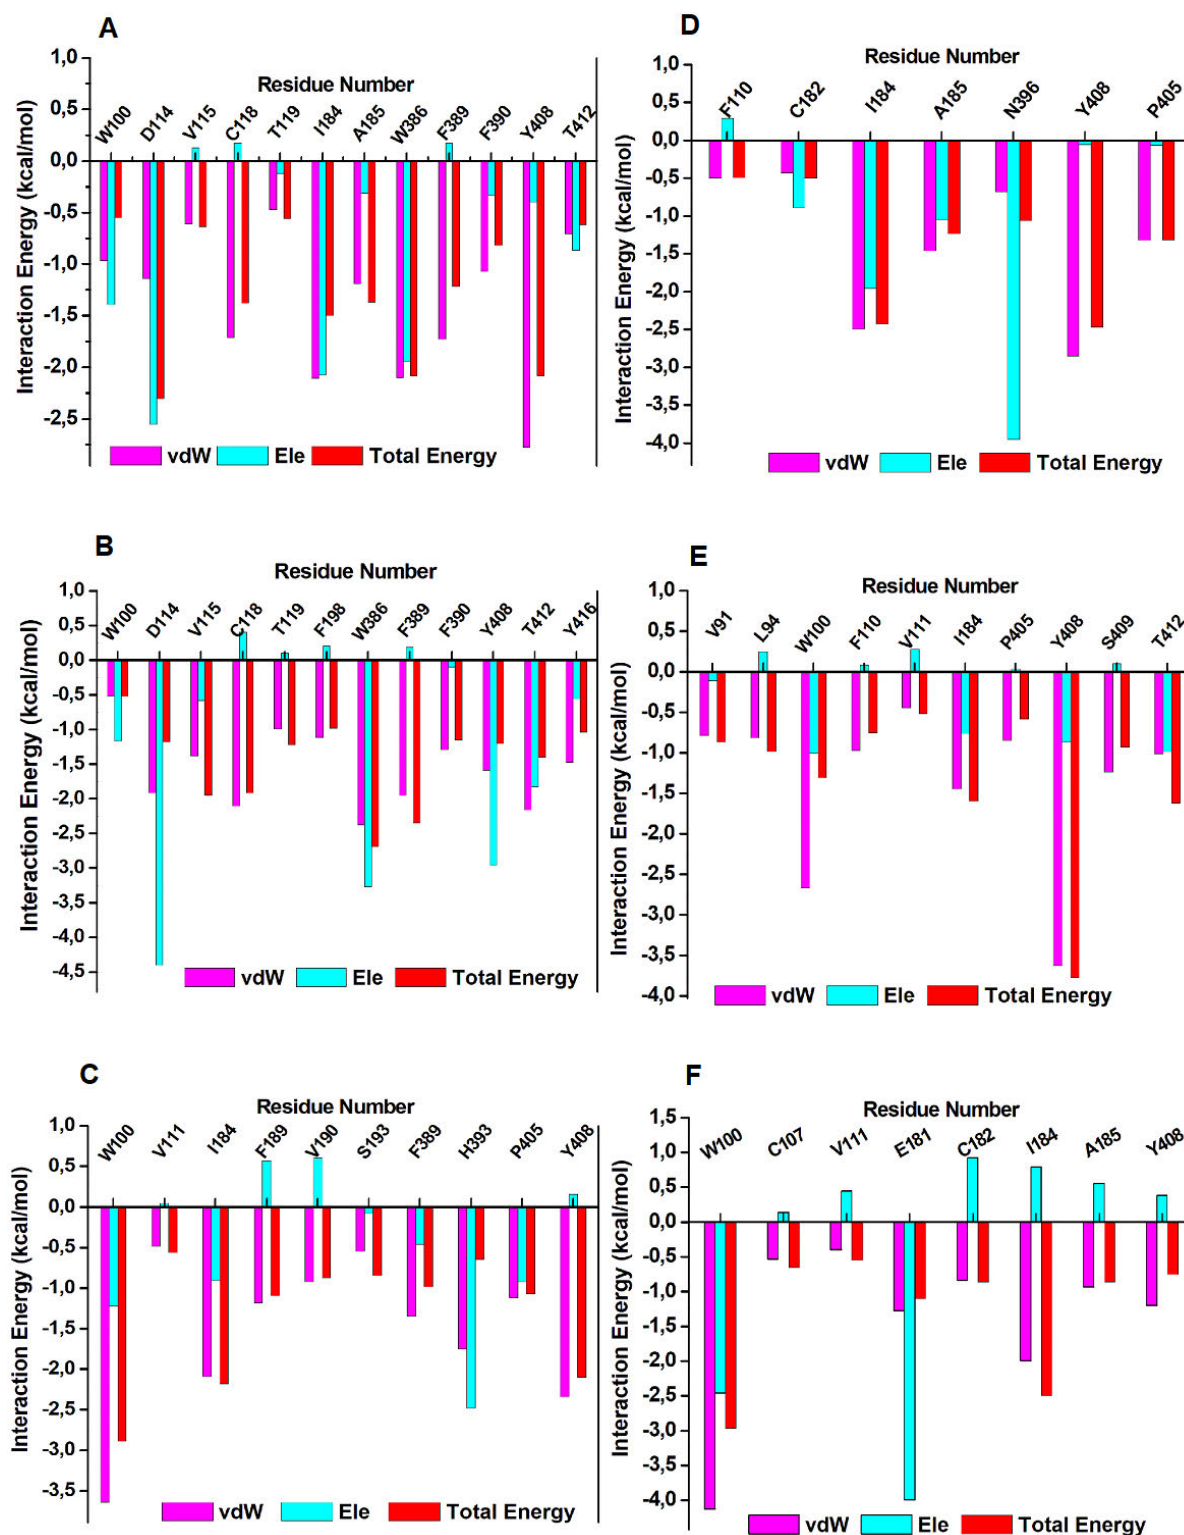 A
Residue Number
W100 D114 V115 C118 T119 I184 A185 W386 F389 F390 Y408 T412
1,0
0,5
0,0
-0,5
-1,0
-1,5
-2,0
-2,5
Interaction Energy (kcal/mol)
vdW Ele Total Energy
D
Residue Number
F110 C182 I184 A185 N396 Y408 P405
1,0
0,5
0,0
-0,5
-1,0
-1,5
-2,0
-2,5
-3,0
-3,5
-4,0
Interaction Energy (kcal/mol)
vdW Ele Total Energy
B
Residue Number
W100 D114 V115 C118 T119 F198 W386 F389 F390 Y408 T412 Y416
1,0
0,5
0,0
-0,5
-1,0
-1,5
-2,0
-2,5
-3,0
-3,5
-4,0
-4,5
Interaction Energy (kcal/mol)
vdW Ele Total Energy
E
Residue Number
V91 L94 W100 F110 V111 I184 P405 Y408 S409 T412
1,0
0,5
0,0
-0,5
-1,0
-1,5
-2,0
-2,5
-3,0
-3,5
-4,0
Interaction Energy (kcal/mol)
vdW Ele Total Energy
C
Residue Number
W100 V111 I184 F189 V190 S193 F389 H393 P405 Y408
1,0
0,5
0,0
-0,5
-1,0
-1,5
-2,0
-2,5
-3,0
-3,5
Interaction Energy (kcal/mol)
vdW Ele Total Energy
F
Residue Number
W100 C107 V111 E181 C182 I184 A185 Y408
1,5
1,0
0,5
0,0
-0,5
-1,0
-1,5
-2,0
-2,5
-3,0
-3,5
-4,0
Interaction Energy (kcal/mol)
vdW Ele Total Energy